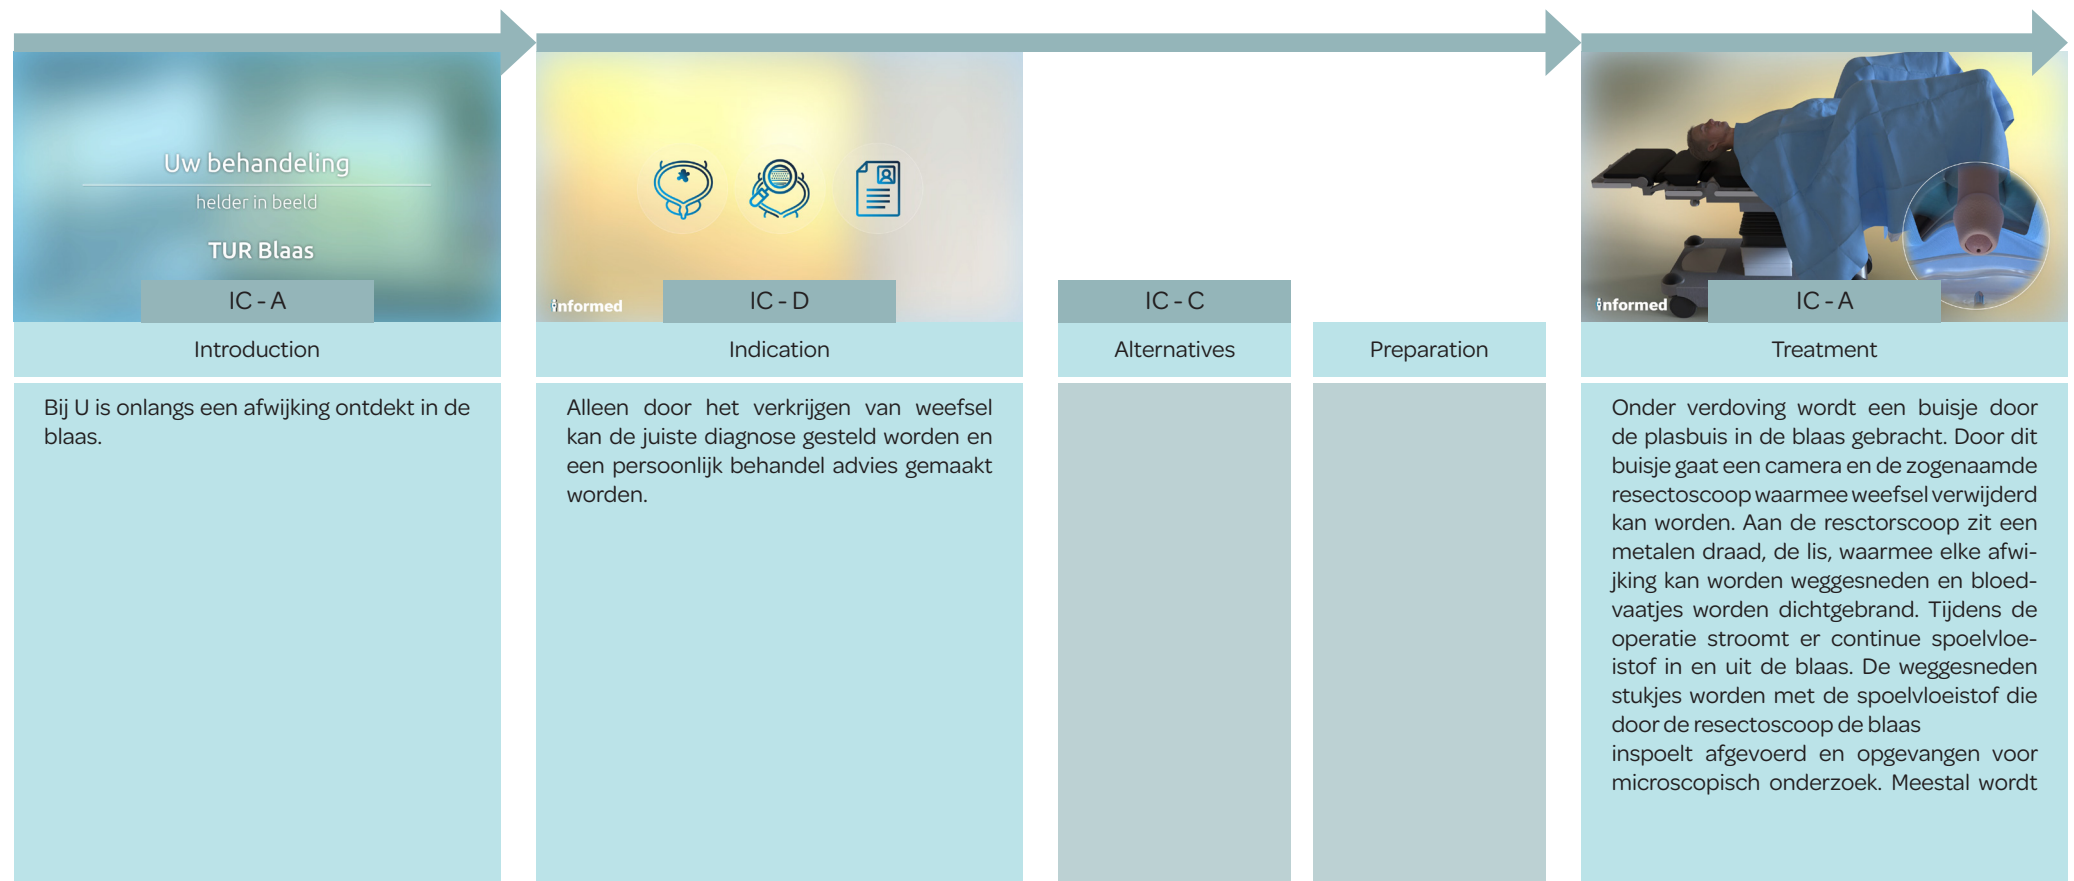 Uw behandeling
helder in beeld
TUR Blaas
IC - A
Introduction
Bij U is onlangs een afwijking ontdekt in de
blaas.
informed
IC - D
Indication
Alleen door het verkrijgen van weefsel
kan de juiste diagnose gesteld worden en
een persoonlijk behandel advies gemaakt
worden.
IC - C
Alternatives
Preparation
informed
IC - A
Treatment
Onder verdoving wordt een buisje door
de plasbuis in de blaas gebracht. Door dit
buisje gaat een camera en de zogenaamde
resectoscoop waarmee weefsel verwijderd
kan worden. Aan de resctorscoop zit een
metalen draad, de lis, waarmee elke afwi-
jking kan worden weggesneden en bloed-
vaatjes worden dichtgebrand. Tijdens de
operatie stroomt er continue spoelvloe-
istof in en uit de blaas. De weggesneden
stukjes worden met de spoelvloeistof die
door de resectoscoop de blaas
inspoelt afgevoerd en opgevangen voor
microscopisch onderzoek. Meestal wordt